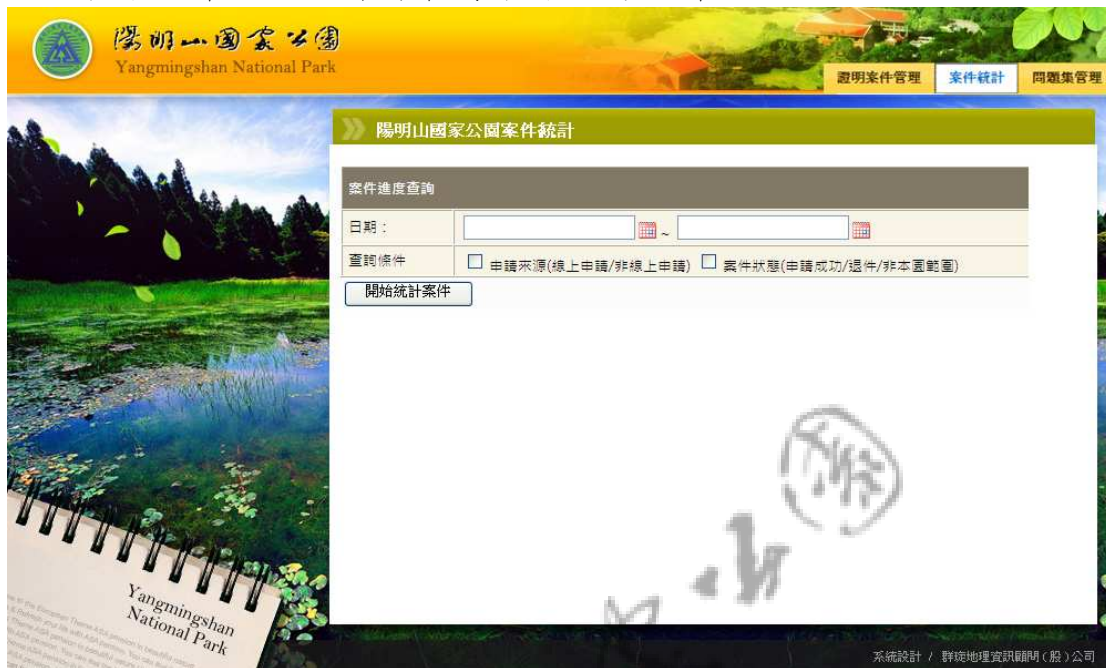 陽明山國家公園
Yangmingshan National Park
證明案件管理 案件統計 問題集管理
陽明山國家公園案件統計
案件進度查詢
日期： ~
查詢條件 申請來源(線上申請/非線上申請) 案件狀態(申請成功/退件/非本園範圍)
開始統計案件
Yangmingshan
National Park
系統設計 / 群琁地理資訊顧問(股)公司